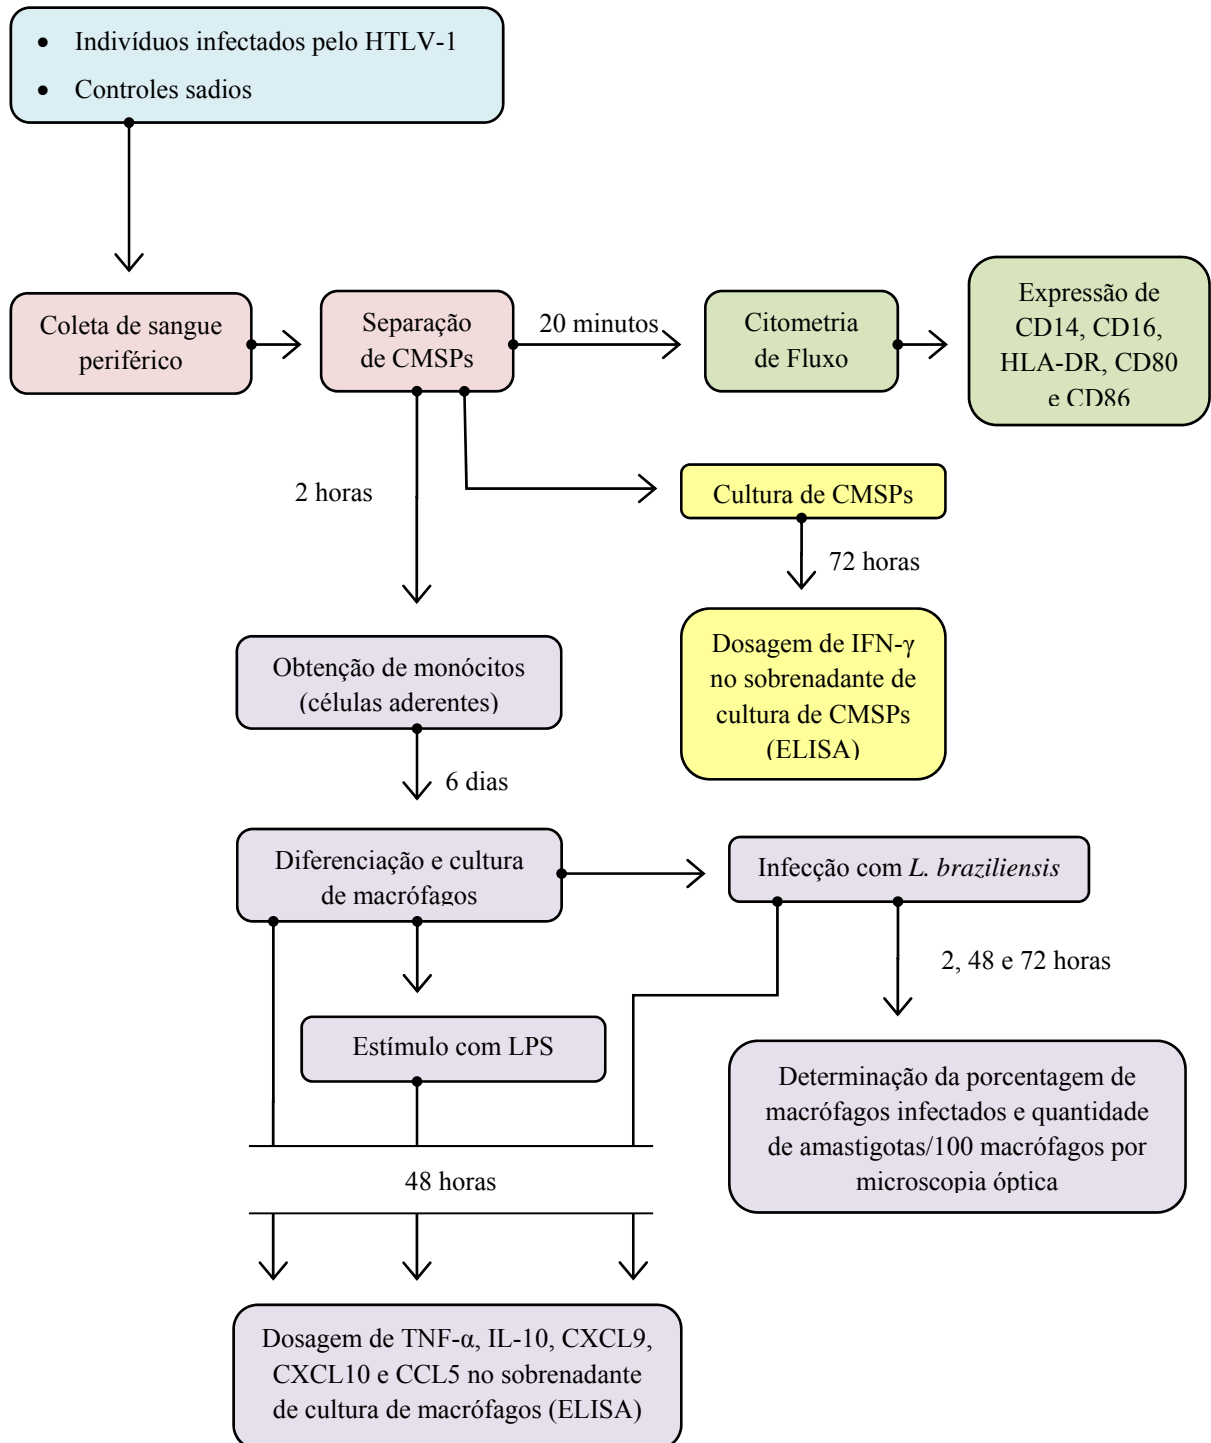 • Indivíduos infectados pelo HTLV-1
• Controles sadios
Coleta de sangue
periférico
Separação
de CMSPs
20 minutos
Citometria
de Fluxo
Expressão de
CD14, CD16,
HLA-DR, CD80
e CD86
2 horas
Cultura de CMSPs
72 horas
Dosagem de IFN-γ
no sobrenadante de
cultura de CMSPs
(ELISA)
Obtenção de monócitos
(células aderentes)
6 dias
Diferenciação e cultura
de macrófagos
Infecção com L. braziliensis
2, 48 e 72 horas
Estímulo com LPS
Determinação da porcentagem de
macrófagos infectados e quantidade
de amastigotas/100 macrófagos por
microscopia óptica
48 horas
Dosagem de TNF-α, IL-10, CXCL9,
CXCL10 e CCL5 no sobrenadante
de cultura de macrófagos (ELISA)